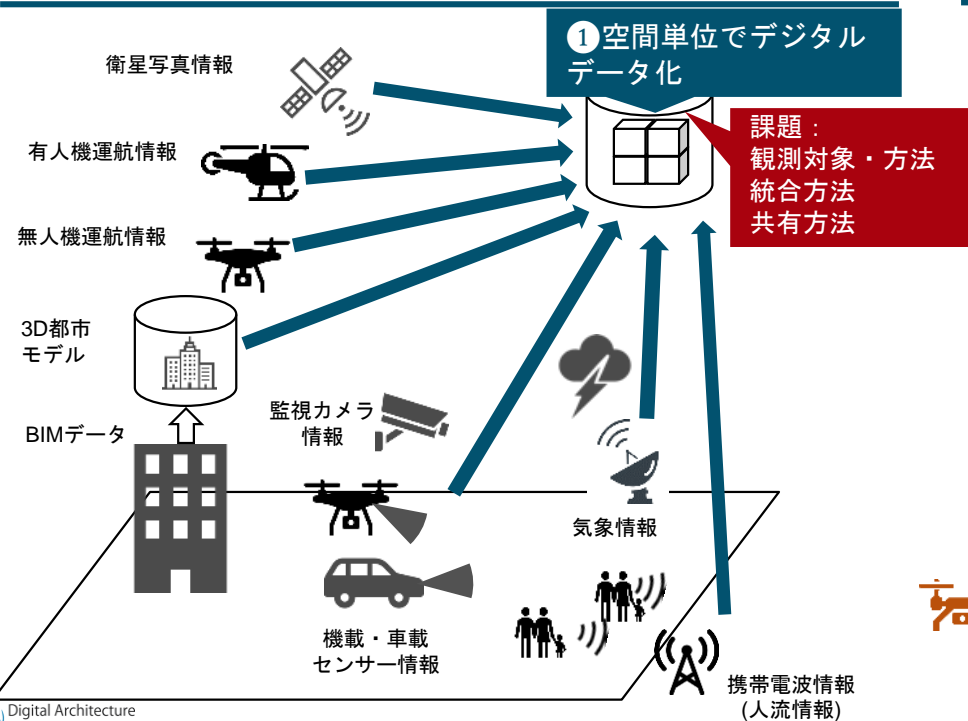 ❶空間単位でデジタル
データ化
課題：
観測対象・方法
統合方法
共有方法
衛星写真情報
有人機運航情報
無人機運航情報
3D都市
モデル
BIMデータ
監視カメラ
情報
気象情報
機載・車載
センサー情報
携帯電波情報
(人流情報)
Digital Architecture